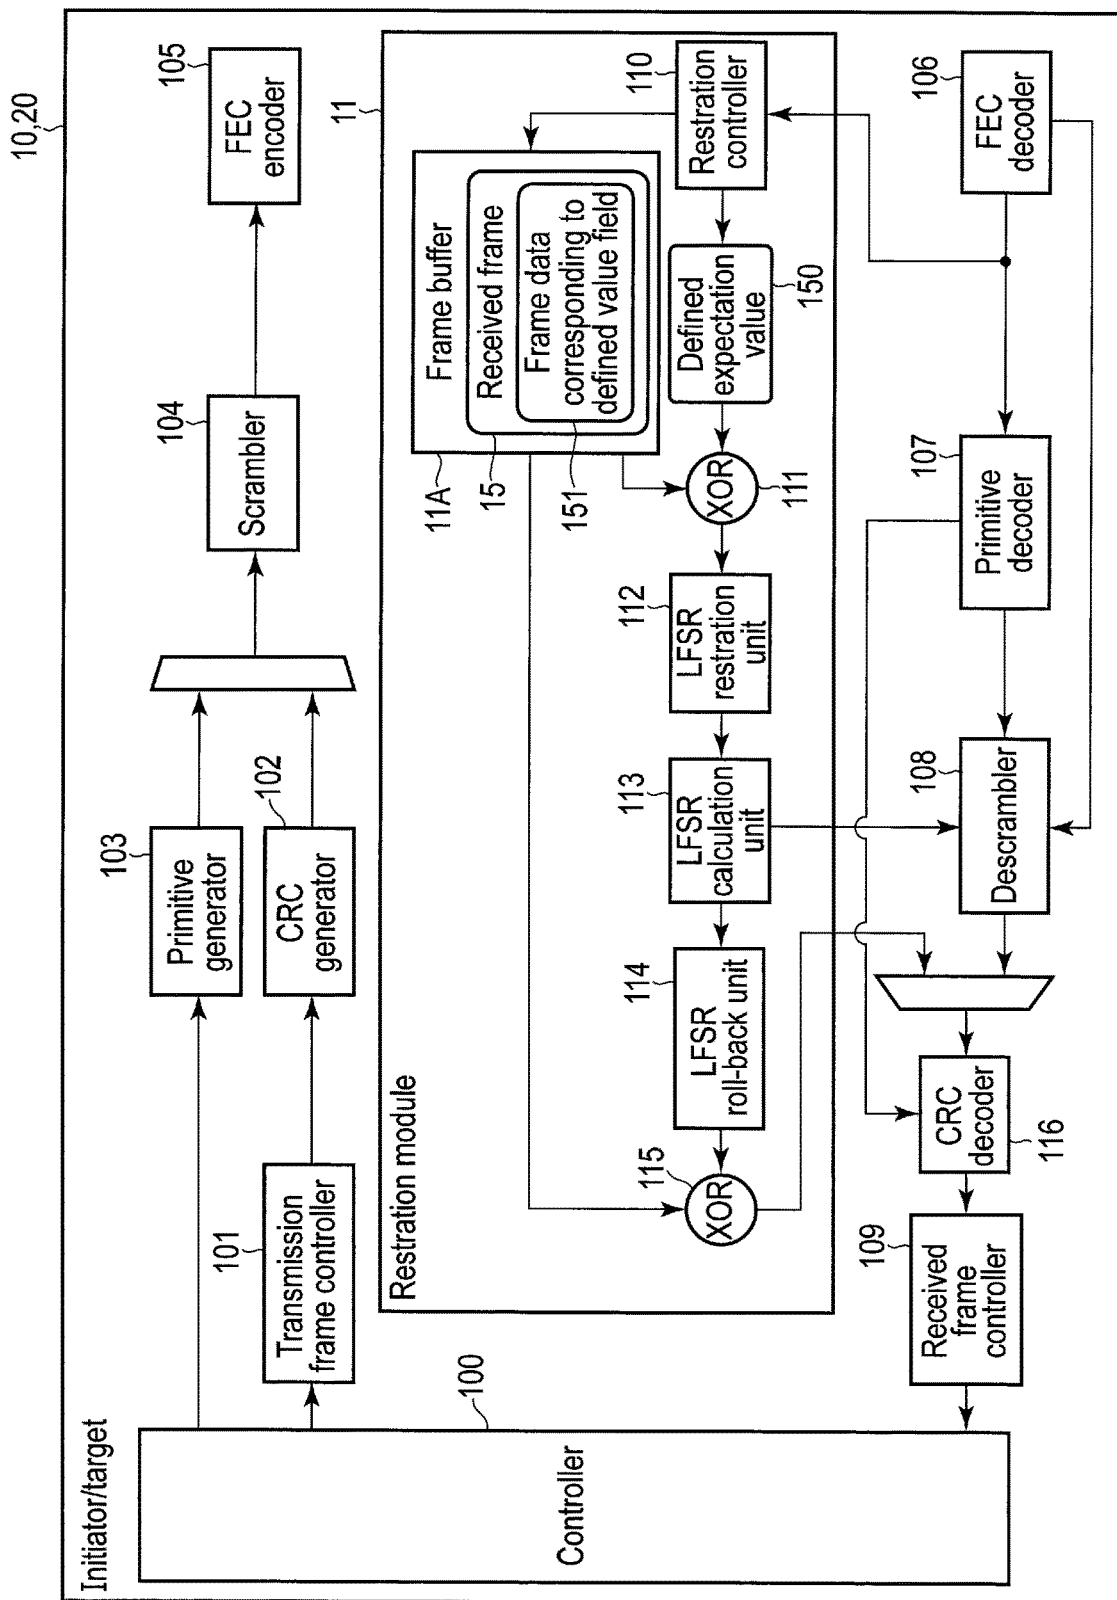 10,20
Initiator/target
Controller
100
Transmission
frame controller
101
Primitive
generator
103
CRC
generator
102
Scrambler
104
FEC
encoder
105
Restration module
11
Frame buffer
11A
Received frame
15
Frame data
corresponding to
defined value field
151
Restration
controller
110
Defined
expectation
value
150
XOR
111
LFSR
restration
unit
112
LFSR
calculation
unit
113
LFSR
roll-back unit
114
XOR
115
FEC
decoder
106
Primitive
decoder
107
Descrambler
108
CRC
decoder
116
Received
frame
controller
109